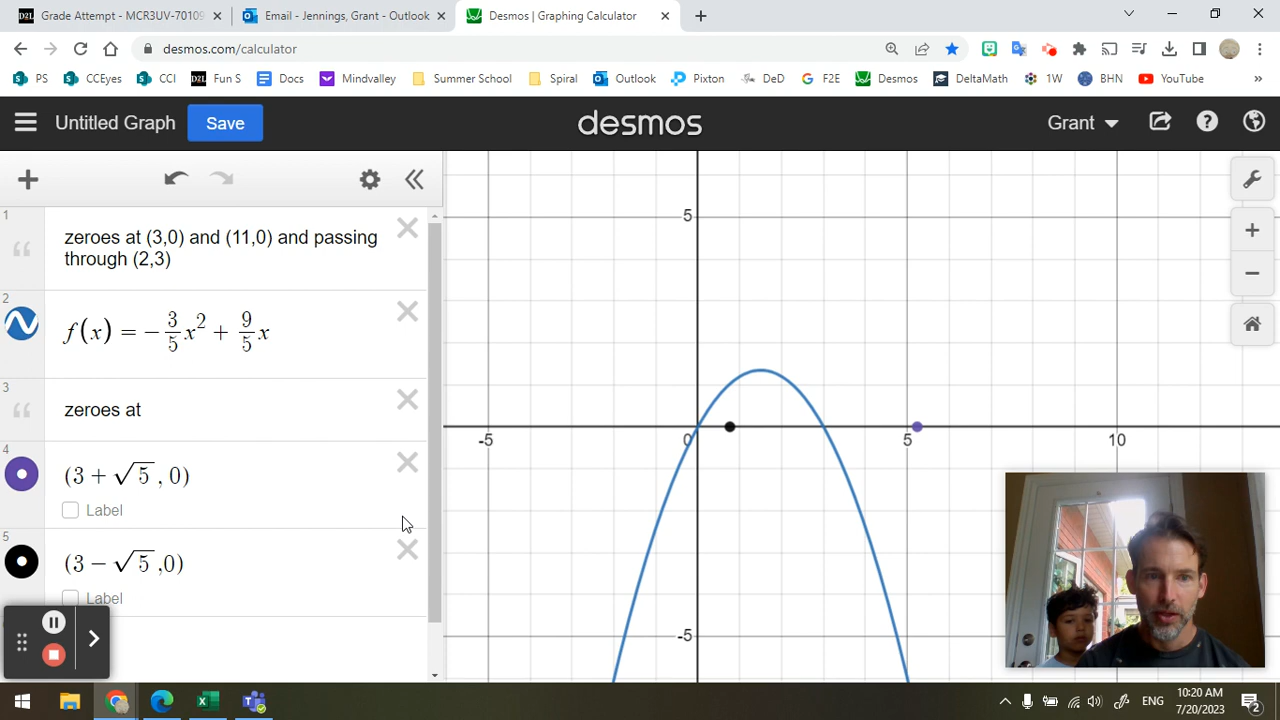 Grade Attempt - MCR3UV-70109
Email - Jennings, Grant - Outlook
Desmos | Graphing Calculator
desmos.com/calculator
PS CCEyes CCI Fun S Docs Mindvalley Summer School Spiral Outlook Pixton DeD F2E Desmos DeltaMath 1W BHN YouTube »
Untitled Graph Save desmos Grant
1
zeroes at (3,0) and (11,0) and passing
through (2,3)
2
f(x) = -3/5x² + 9/5x
3
zeroes at
4
(3 + √5, 0)
Label
5
(3 − √5,0)
Label
5
-5 0 5 10
-5
ENG
10:20 AM
7/20/2023
2